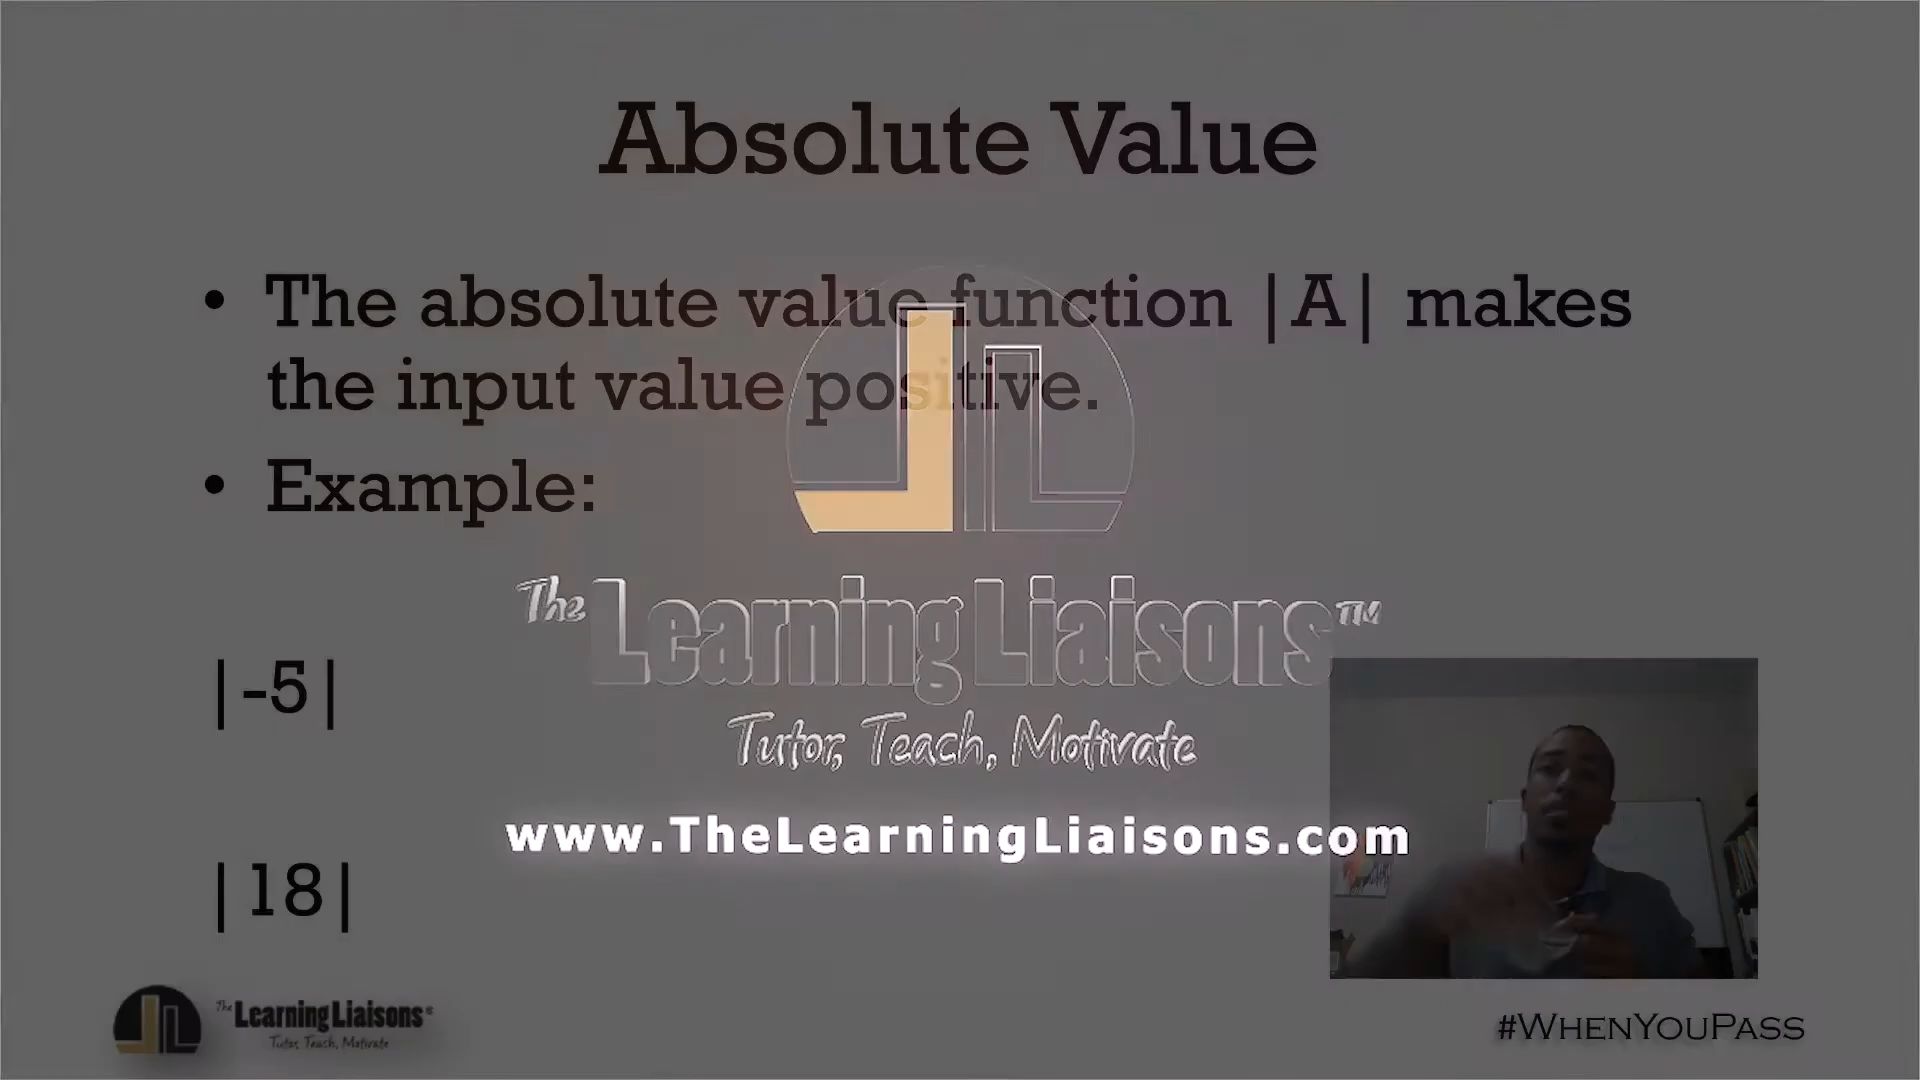 Absolute Value
• The absolute value function |A| makes
the input value positive.
• Example:
The Learning Liaisons™
Tutor, Teach, Motivate
|-5|
www.TheLearningLiaisons.com
|18|
The Learning Liaisons®
Tutor, Teach, Motivate
#WHENYOUPASS